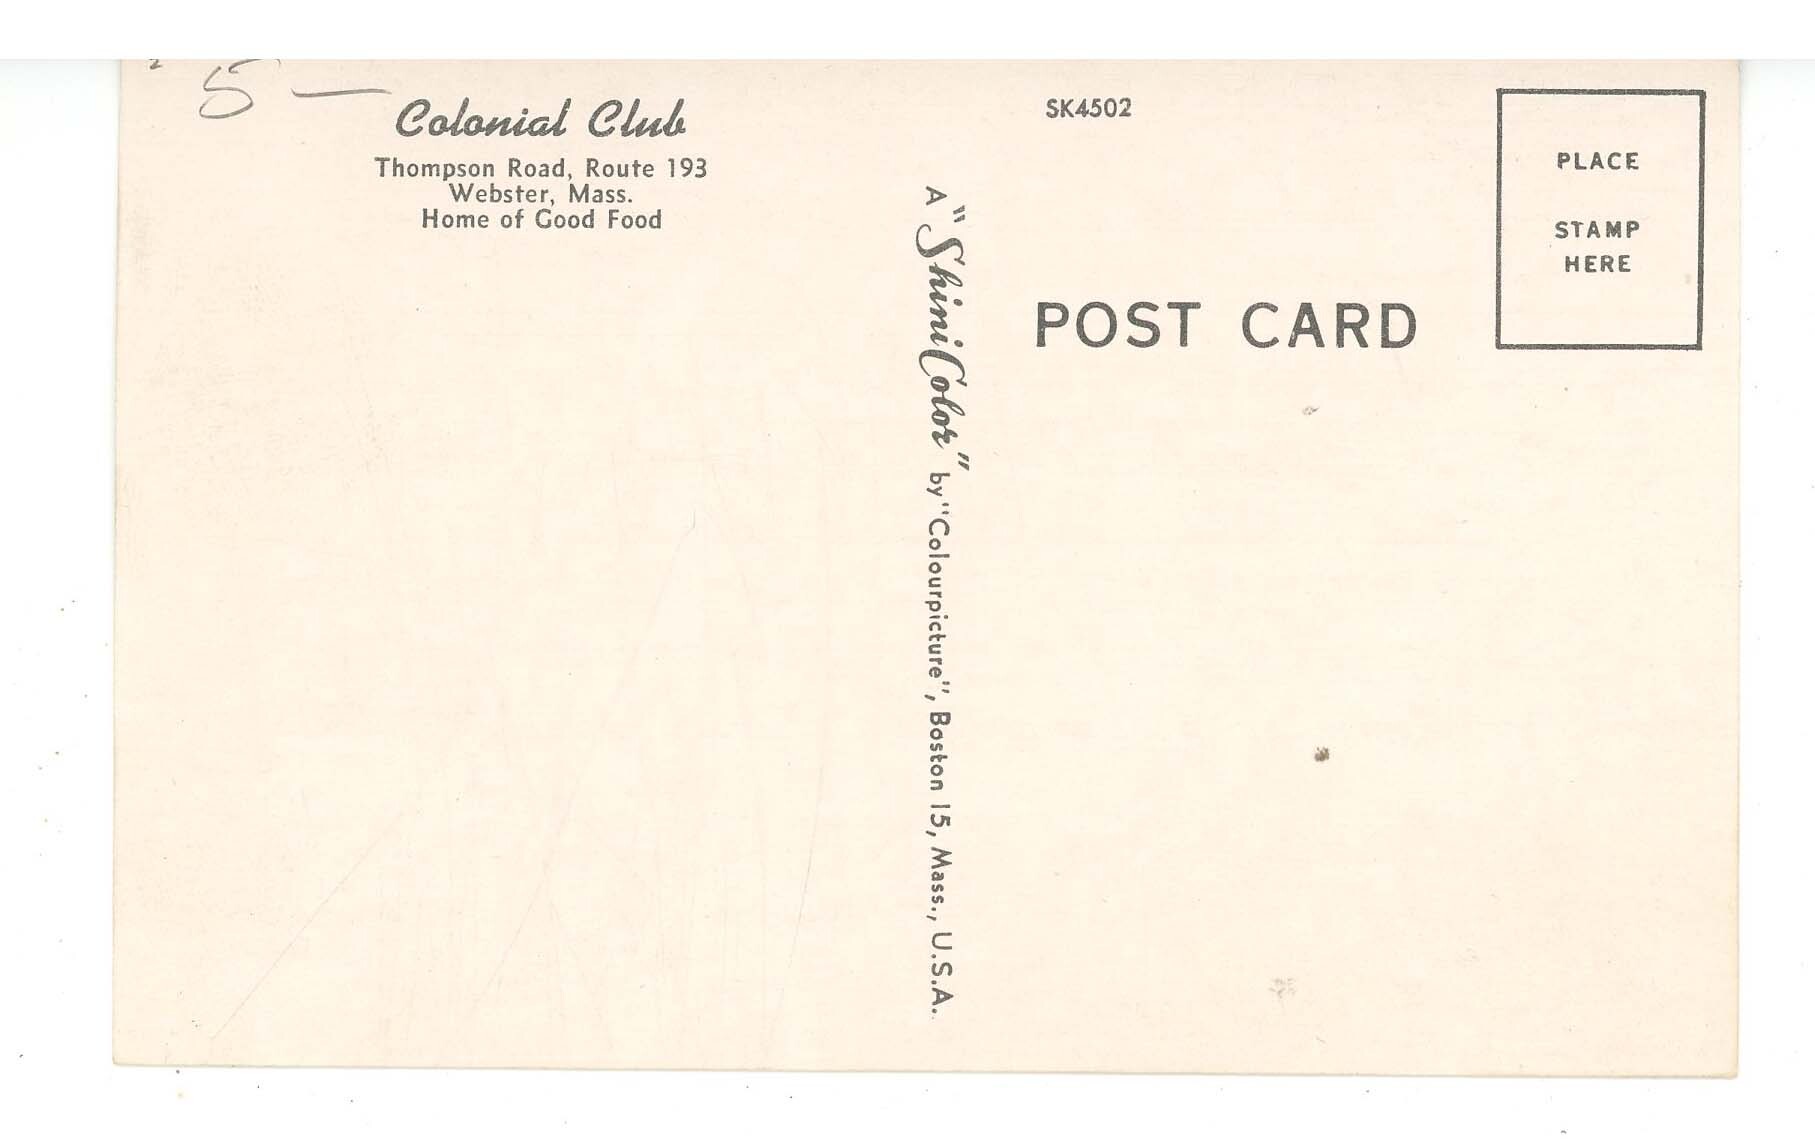 5 —
Colonial Club
Thompson Road, Route 193
Webster, Mass.
Home of Good Food
A "ShiniColor" by "Colourpicture", Boston 15, Mass., U.S.A.
SK4502
POST CARD
PLACE
STAMP
HERE